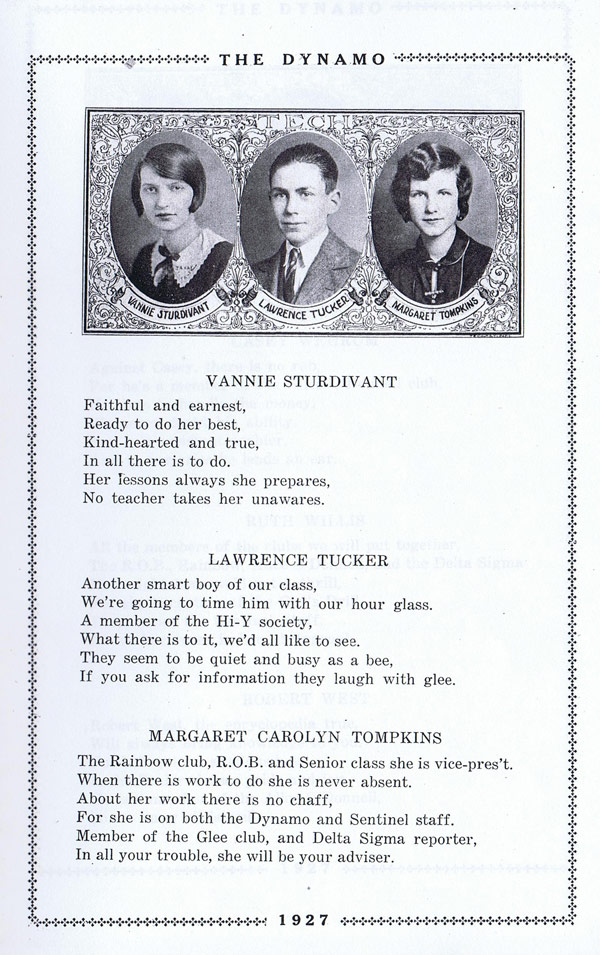 THE DYNAMO
TECH
VANNIE STURDIVANT
LAWRENCE TUCKER
MARGARET TOMPKINS
VANNIE STURDIVANT
Faithful and earnest,
Ready to do her best,
Kind-hearted and true,
In all there is to do.
Her lessons always she prepares,
No teacher takes her unawares.
LAWRENCE TUCKER
Another smart boy of our class,
We're going to time him with our hour glass.
A member of the Hi-Y society,
What there is to it, we'd all like to see.
They seem to be quiet and busy as a bee,
If you ask for information they laugh with glee.
MARGARET CAROLYN TOMPKINS
The Rainbow club, R.O.B. and Senior class she is vice-pres't.
When there is work to do she is never absent.
About her work there is no chaff,
For she is on both the Dynamo and Sentinel staff.
Member of the Glee club, and Delta Sigma reporter,
In all your trouble, she will be your adviser.
1927